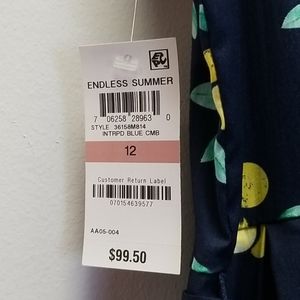 ENDLESS SUMMER
7 06258 28963 0
STYLE 36158M814
INTRPD BLUE CMB
12
Customer Return Label
070154639577
AA05-004
$99.50